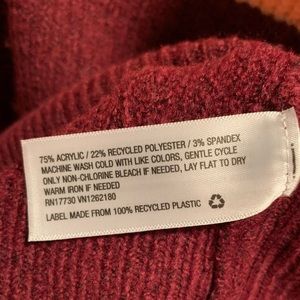 75% ACRYLIC / 22% RECYCLED POLYESTER / 3% SPANDEX
MACHINE WASH COLD WITH LIKE COLORS, GENTLE CYCLE
ONLY NON-CHLORINE BLEACH IF NEEDED, LAY FLAT TO DRY
WARM IRON IF NEEDED
RN17730 VN1262180
LABEL MADE FROM 100% RECYCLED PLASTIC